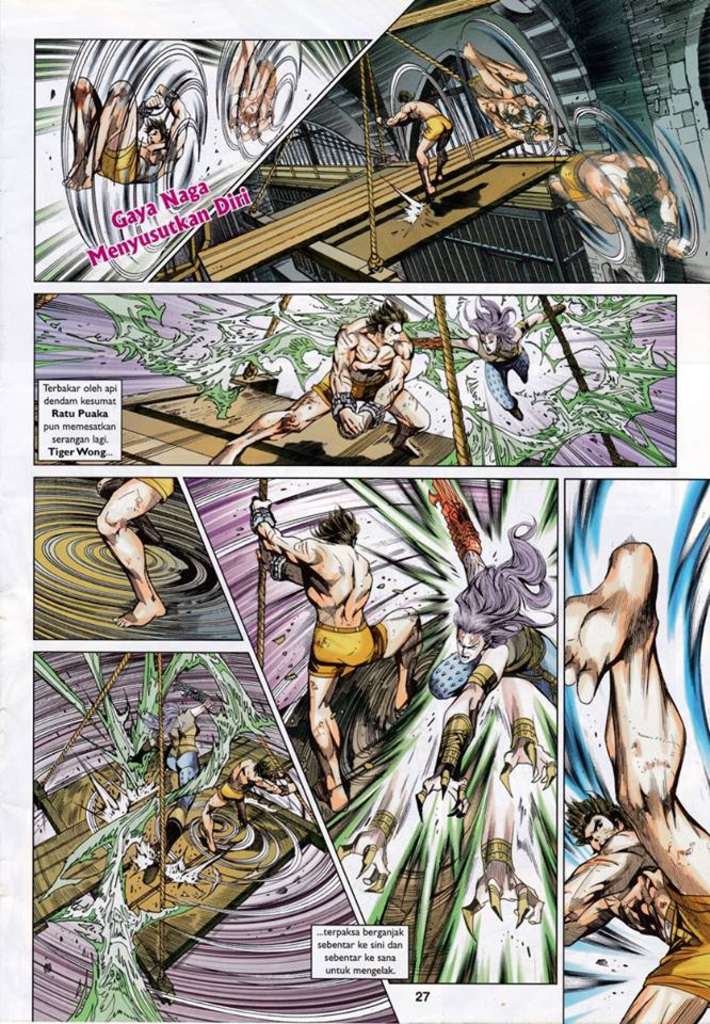 Gaya Naga
Menyusutkan Diri
Terbakar oleh api
dendam kesumat
Ratu Puaka
pun memesatkan
serangan lagi.
Tiger Wong...
...terpaksa berganjak
sebentar ke sini dan
sebentar ke sana
untuk mengelak.
27